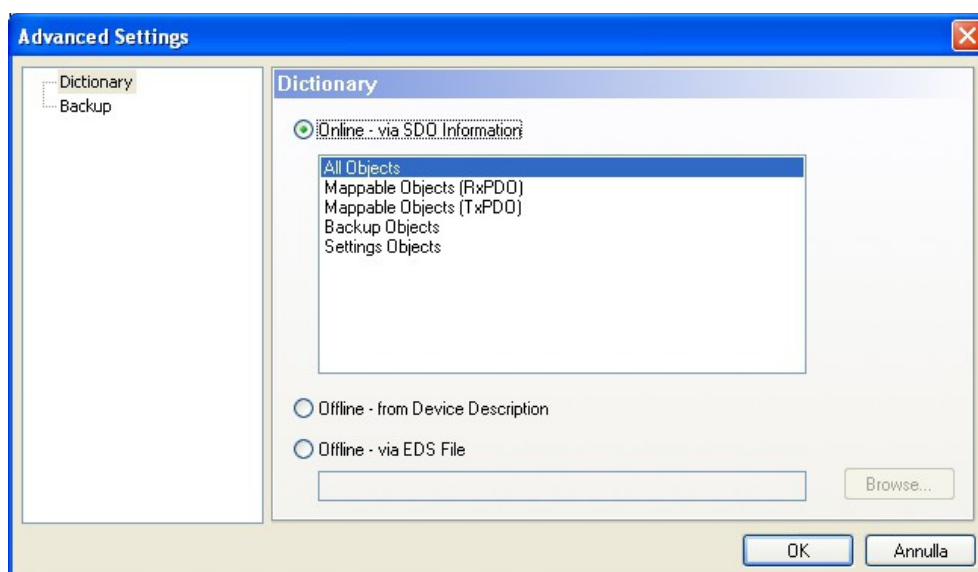 Advanced Settings
Dictionary
Backup
Dictionary
Online - via SDO Information
All Objects
Mappable Objects (RxPDO)
Mappable Objects (TxPDO)
Backup Objects
Settings Objects
Offline - from Device Description
Offline - via EDS File
Browse...
OK
Annulla